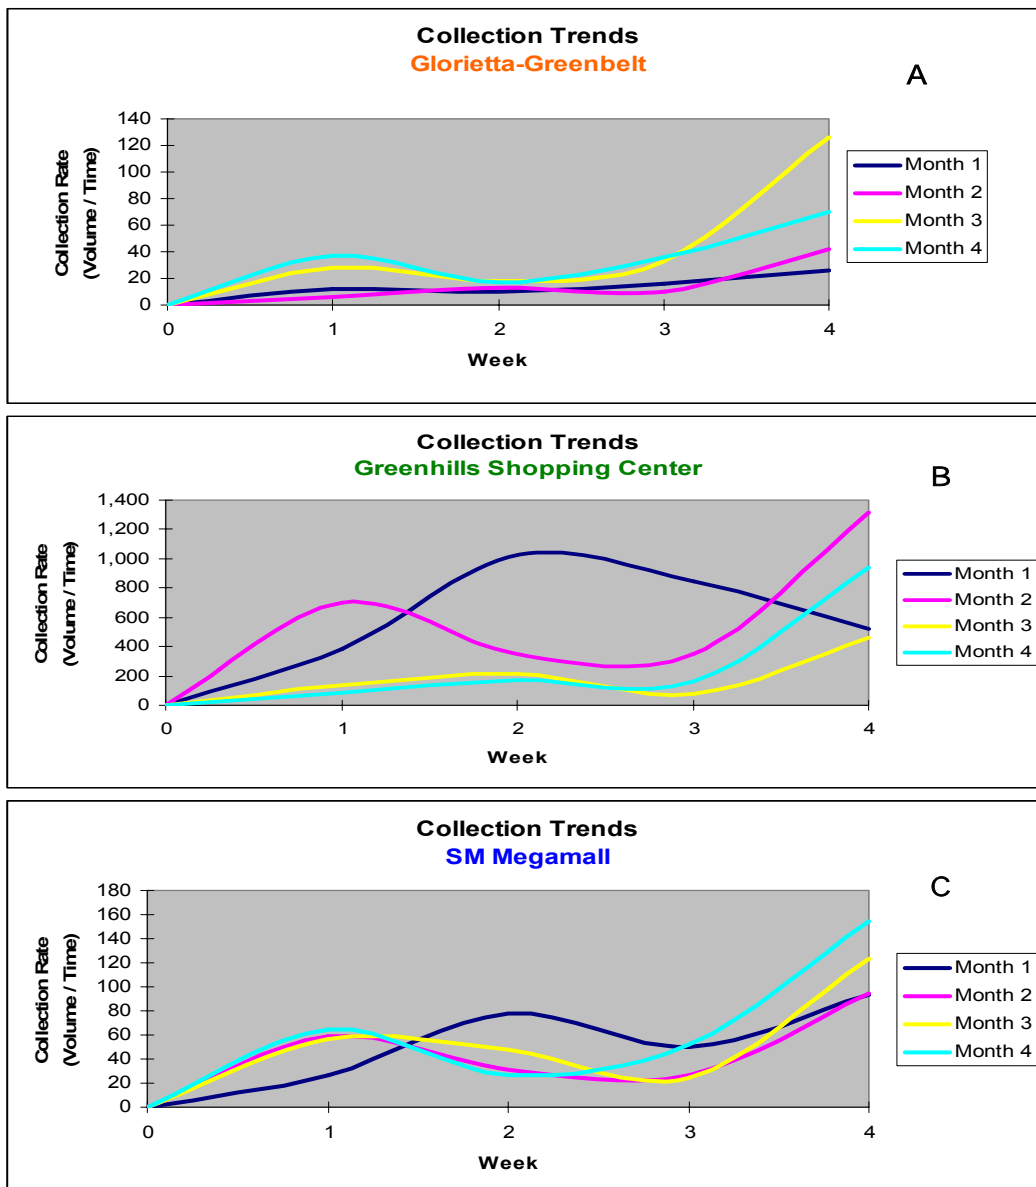 Collection Trends
Glorietta-Greenbelt
A
140
120
100
80
60
40
20
0
Collection Rate
(Volume / Time)
0 1 2 3 4
Week
Month 1
Month 2
Month 3
Month 4
Collection Trends
Greenhills Shopping Center
B
1,400
1,200
1,000
800
600
400
200
0
Collection Rate
(Volume / Time)
0 1 2 3 4
Week
Month 1
Month 2
Month 3
Month 4
Collection Trends
SM Megamall
C
180
160
140
120
100
80
60
40
20
0
Collection Rate
(Volume / Time)
0 1 2 3 4
Week
Month 1
Month 2
Month 3
Month 4